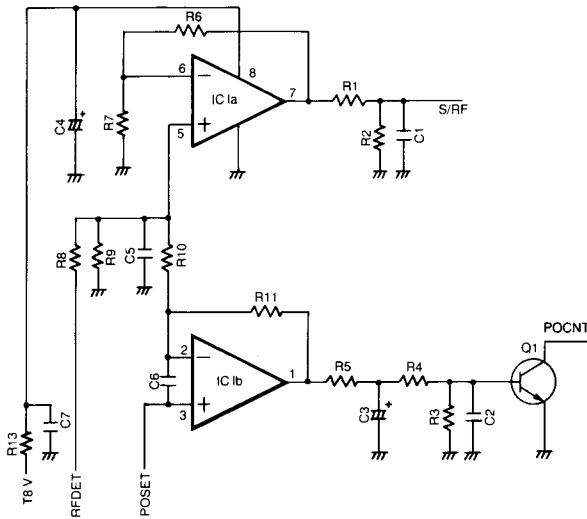 R6
6
−
8
IC Ia
7
R1
S/RF
C4
+
R7
5
+
R2
C1
R8
R9
C5
R10
R11
POCNT
Q1
2
−
C6
IC Ib
1
R5
R4
3
+
C3
+
R3
C2
R13
C7
T8 V
RFDET
POSET